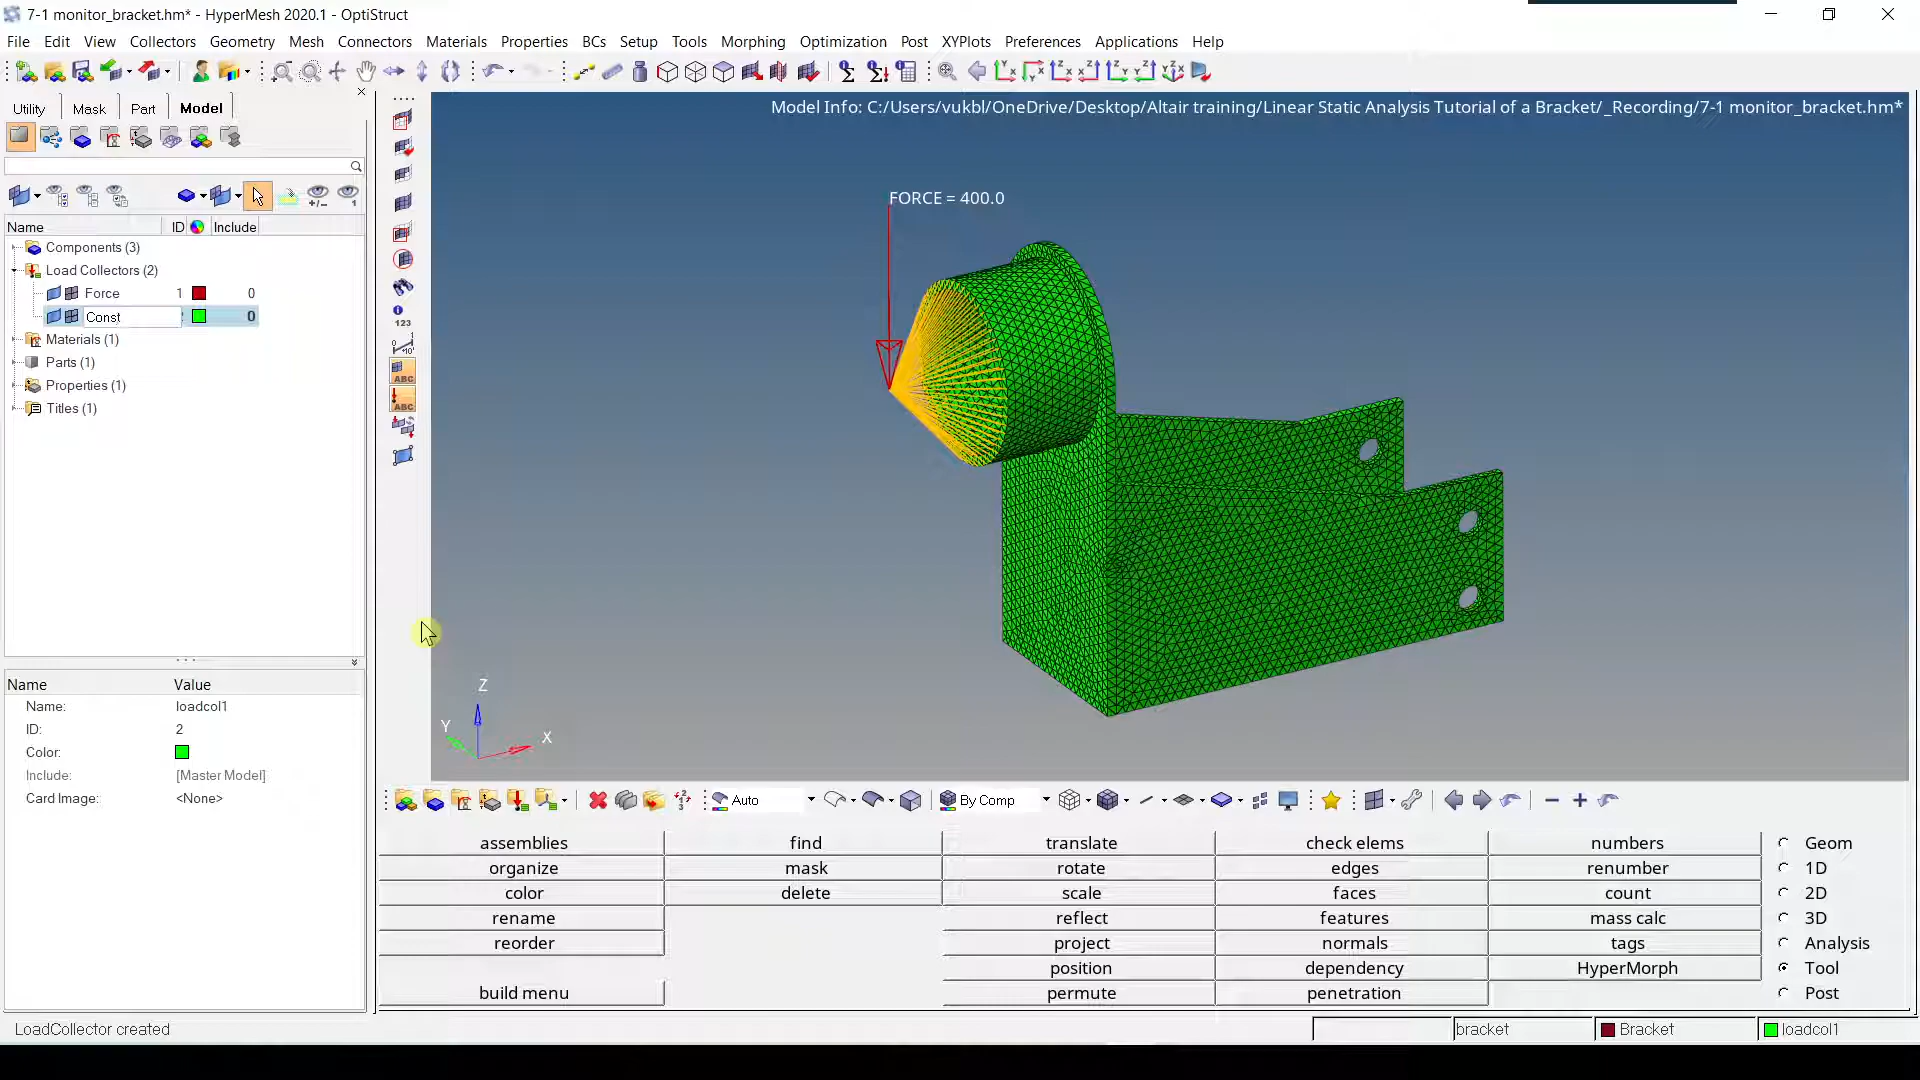 7-1 monitor_bracket.hm* - HyperMesh 2020.1 - OptiStruct
File Edit View Collectors Geometry Mesh Connectors Materials Properties BCs Setup Tools Morphing Optimization Post XYPlots Preferences Applications Help
Utility Mask Part Model
Model Info: C:/Users/vukbl/OneDrive/Desktop/Altair training/Linear Static Analysis Tutorial of a Bracket/_Recording/7-1 monitor_bracket.hm*
Name ID Include
Components (3)
Load Collectors (2)
Force 1 0
Const 0
Materials (1)
Parts (1)
Properties (1)
Titles (1)
123
ABC
ABC
FORCE = 400.0
Z
Y
X
Name Value
Name: loadcol1
ID: 2
Color:
Include: [Master Model]
Card Image: <None>
Auto By Comp
assemblies find translate check elems numbers Geom
organize mask rotate edges renumber 1D
color delete scale faces count 2D
rename reflect features mass calc 3D
reorder project normals tags Analysis
position dependency HyperMorph Tool
build menu permute penetration Post
LoadCollector created bracket Bracket loadcol1